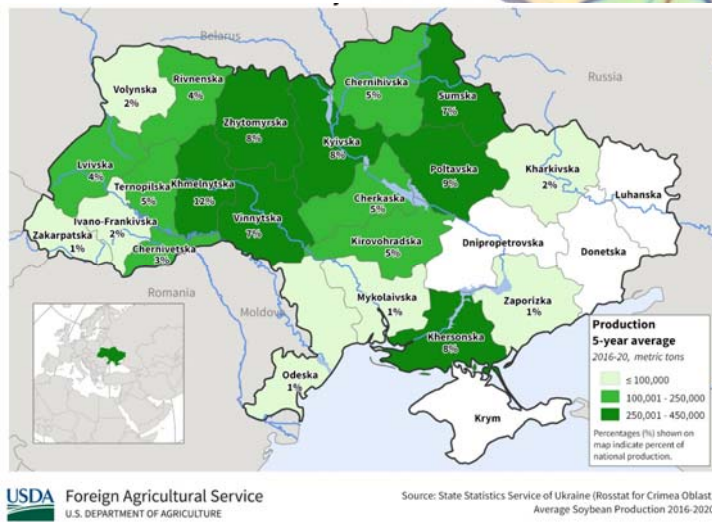 Belarus
Russia
Volynska
2%
Rivnenska
4%
Chernihivska
5%
Sumska
7%
Zhytomyrska
8%
Kyivska
8%
Lvivska
4%
Ternopilska
5%
Khmelnytska
12%
Poltavska
9%
Kharkivska
2%
Luhanska
Cherkaska
5%
Ivano-Frankivska
2%
Vinnytska
7%
Zakarpatska
1%
Chernivetska
3%
Kirovohradska
5%
Dnipropetrovska
Donetska
Romania
Moldova
Mykolaivska
1%
Zaporizka
1%
Khersonska
8%
Odeska
1%
Krym
Production
5-year average
2016-20, metric tons
≤ 100,000
100,001 - 250,000
250,001 - 450,000
Percentages (%) shown on
map indicate percent of
national production.
USDA
Foreign Agricultural Service
U.S. DEPARTMENT OF AGRICULTURE
Source: State Statistics Service of Ukraine (Rosstat for Crimea Oblast
Average Soybean Production 2016-2020